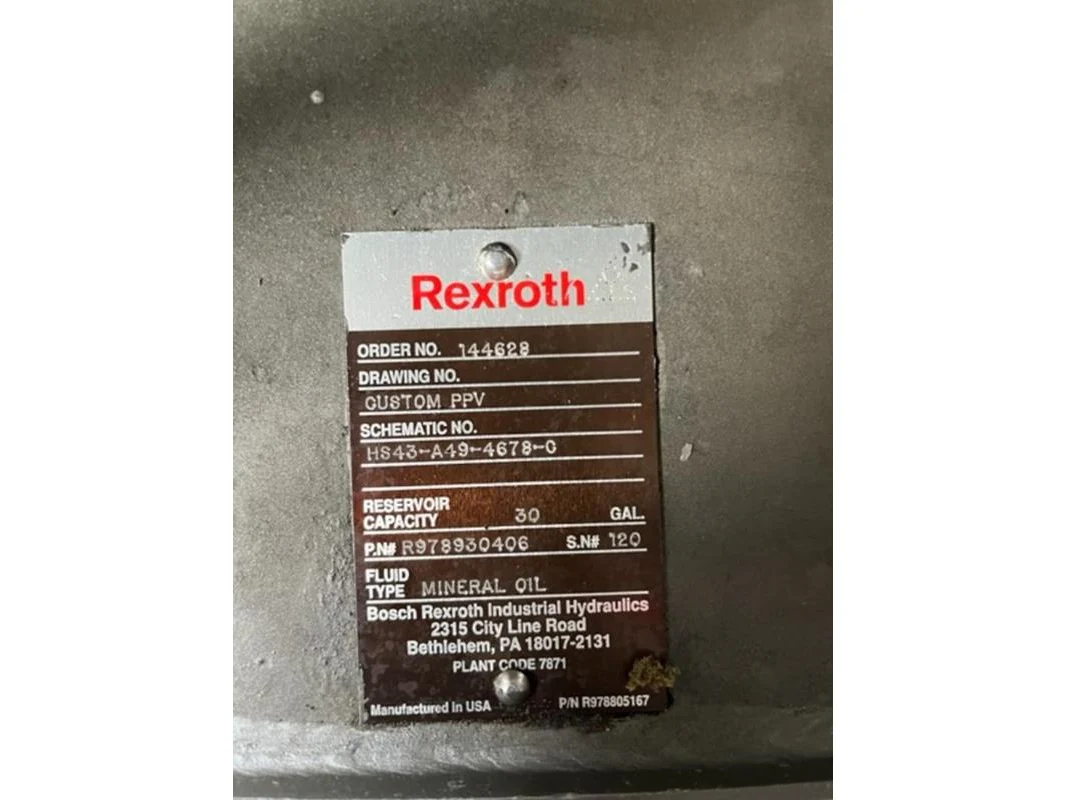 Rexroth
ORDER NO. 144628
DRAWING NO.
CUSTOM PPV
SCHEMATIC NO.
HS43-A49-4678-C
RESERVOIR
CAPACITY 30 GAL.
P.N# R978930406 S.N# 120
FLUID
TYPE MINERAL OIL
Bosch Rexroth Industrial Hydraulics
2315 City Line Road
Bethlehem, PA 18017-2131
PLANT CODE 7871
Manufactured in USA P/N R978805167